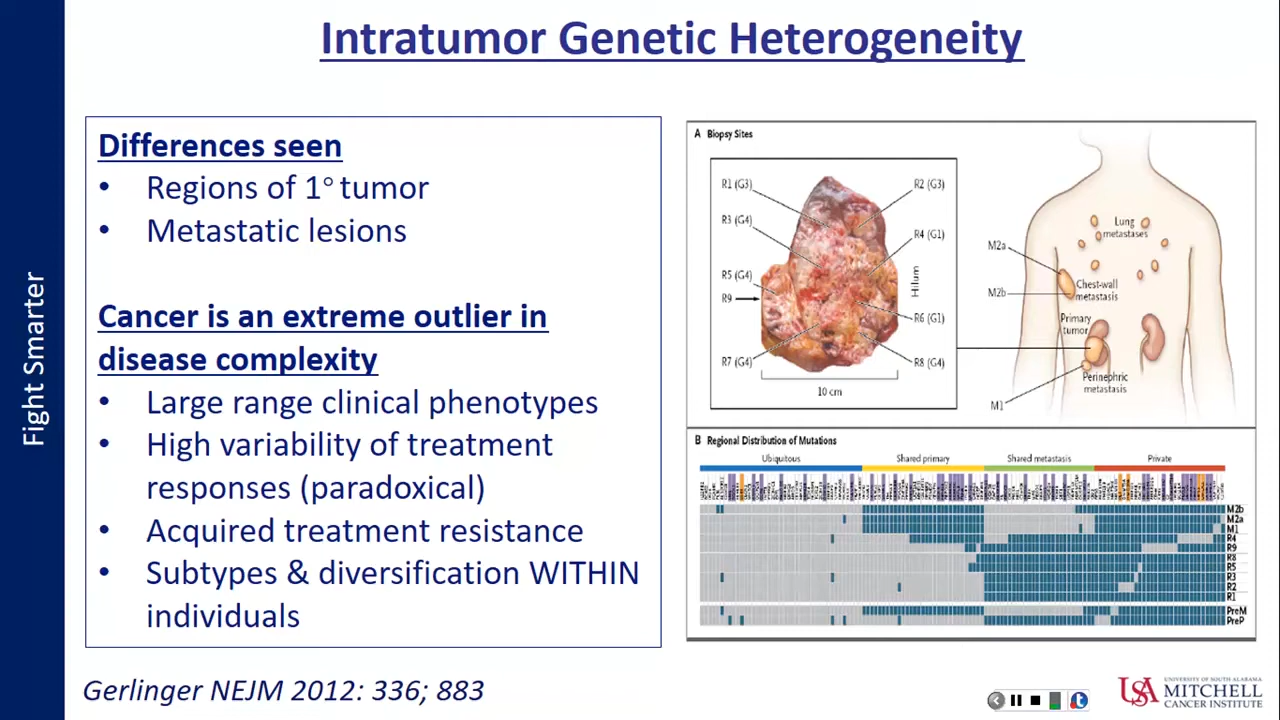 Intratumor Genetic Heterogeneity
Fight Smarter
Differences seen
• Regions of 1° tumor
• Metastatic lesions
Cancer is an extreme outlier in
disease complexity
• Large range clinical phenotypes
• High variability of treatment
responses (paradoxical)
• Acquired treatment resistance
• Subtypes & diversification WITHIN
individuals
A Biopsy Sites
R1 (G3)
R2 (G3)
R3 (G4)
R4 (G1)
R5 (G4)
R9
Hilum
R6 (G1)
R7 (G4)
R8 (G4)
10 cm
Lung
metastases
M2a
M2b
Chest-wall
metastasis
Primary
tumor
Perinephric
metastasis
M1
B Regional Distribution of Mutations
Ubiquitous Shared primary Shared metastasis Private
M2b
M2a
M1
R4
R9
R8
R5
R3
R2
R1
PreM
PreP
Gerlinger NEJM 2012: 336; 883
USA
UNIVERSITY OF SOUTH ALABAMA
MITCHELL
CANCER INSTITUTE